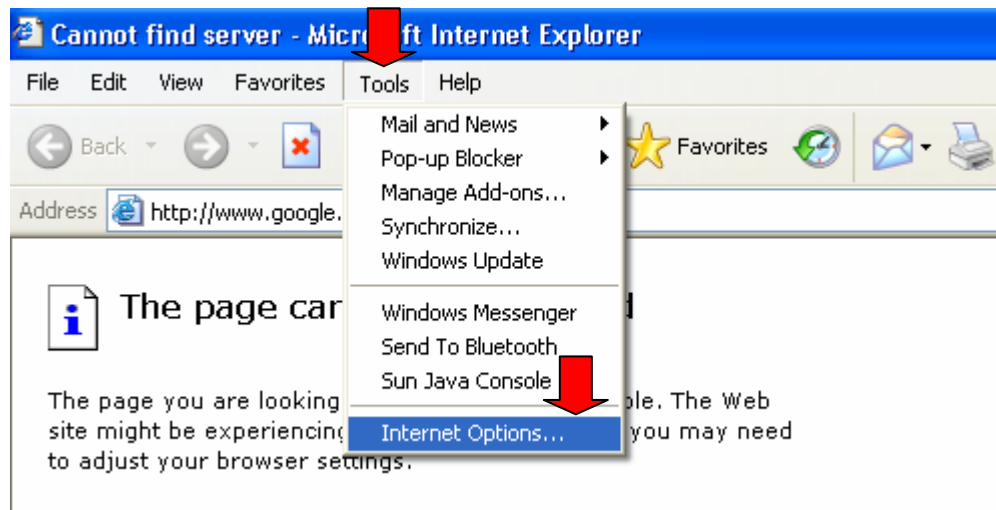 Cannot find server - Mic ft Internet Explorer
File Edit View Favorites Tools Help
Back Favorites
Address http://www.google.
Mail and News
Pop-up Blocker
Manage Add-ons...
Synchronize...
Windows Update
Windows Messenger
Send To Bluetooth
Sun Java Console
Internet Options...
The page can
The page you are looking ble. The Web
site might be experiencing you may need
to adjust your browser settings.